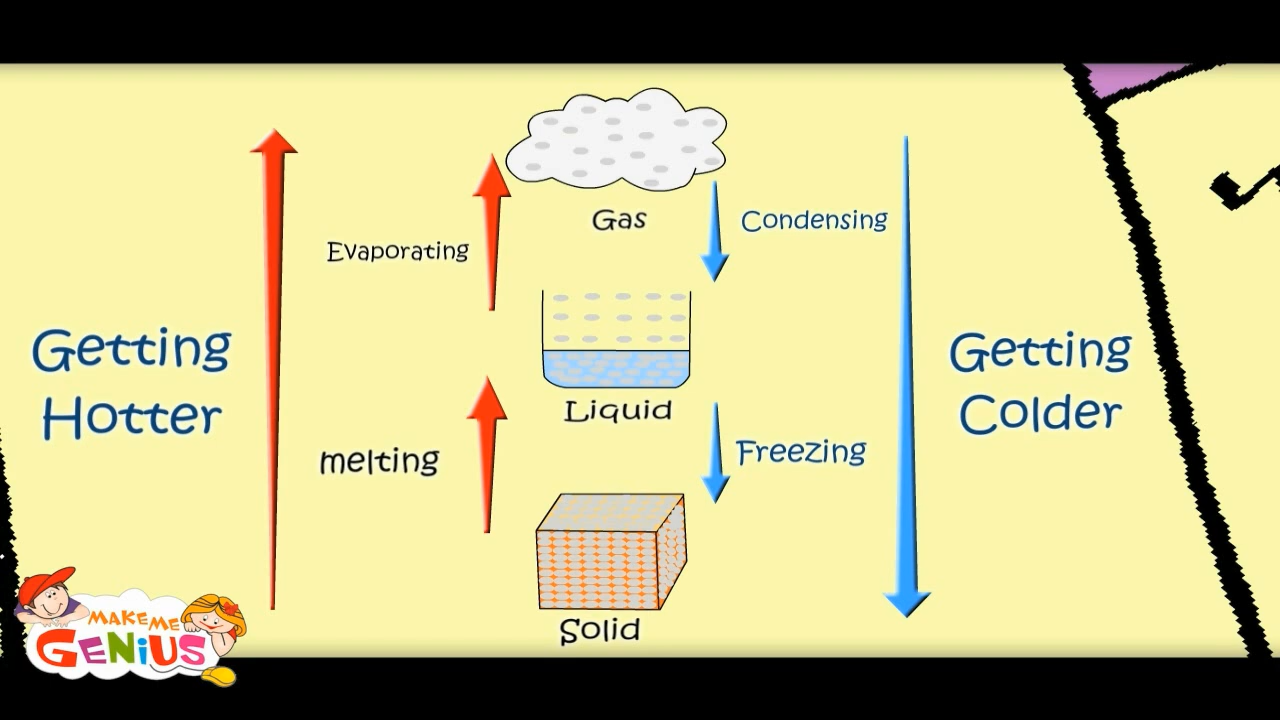 Gas
Condensing
Evaporating
Getting
Hotter
Getting
Colder
Liquid
melting
Freezing
Solid
MAKE ME
GENiUS